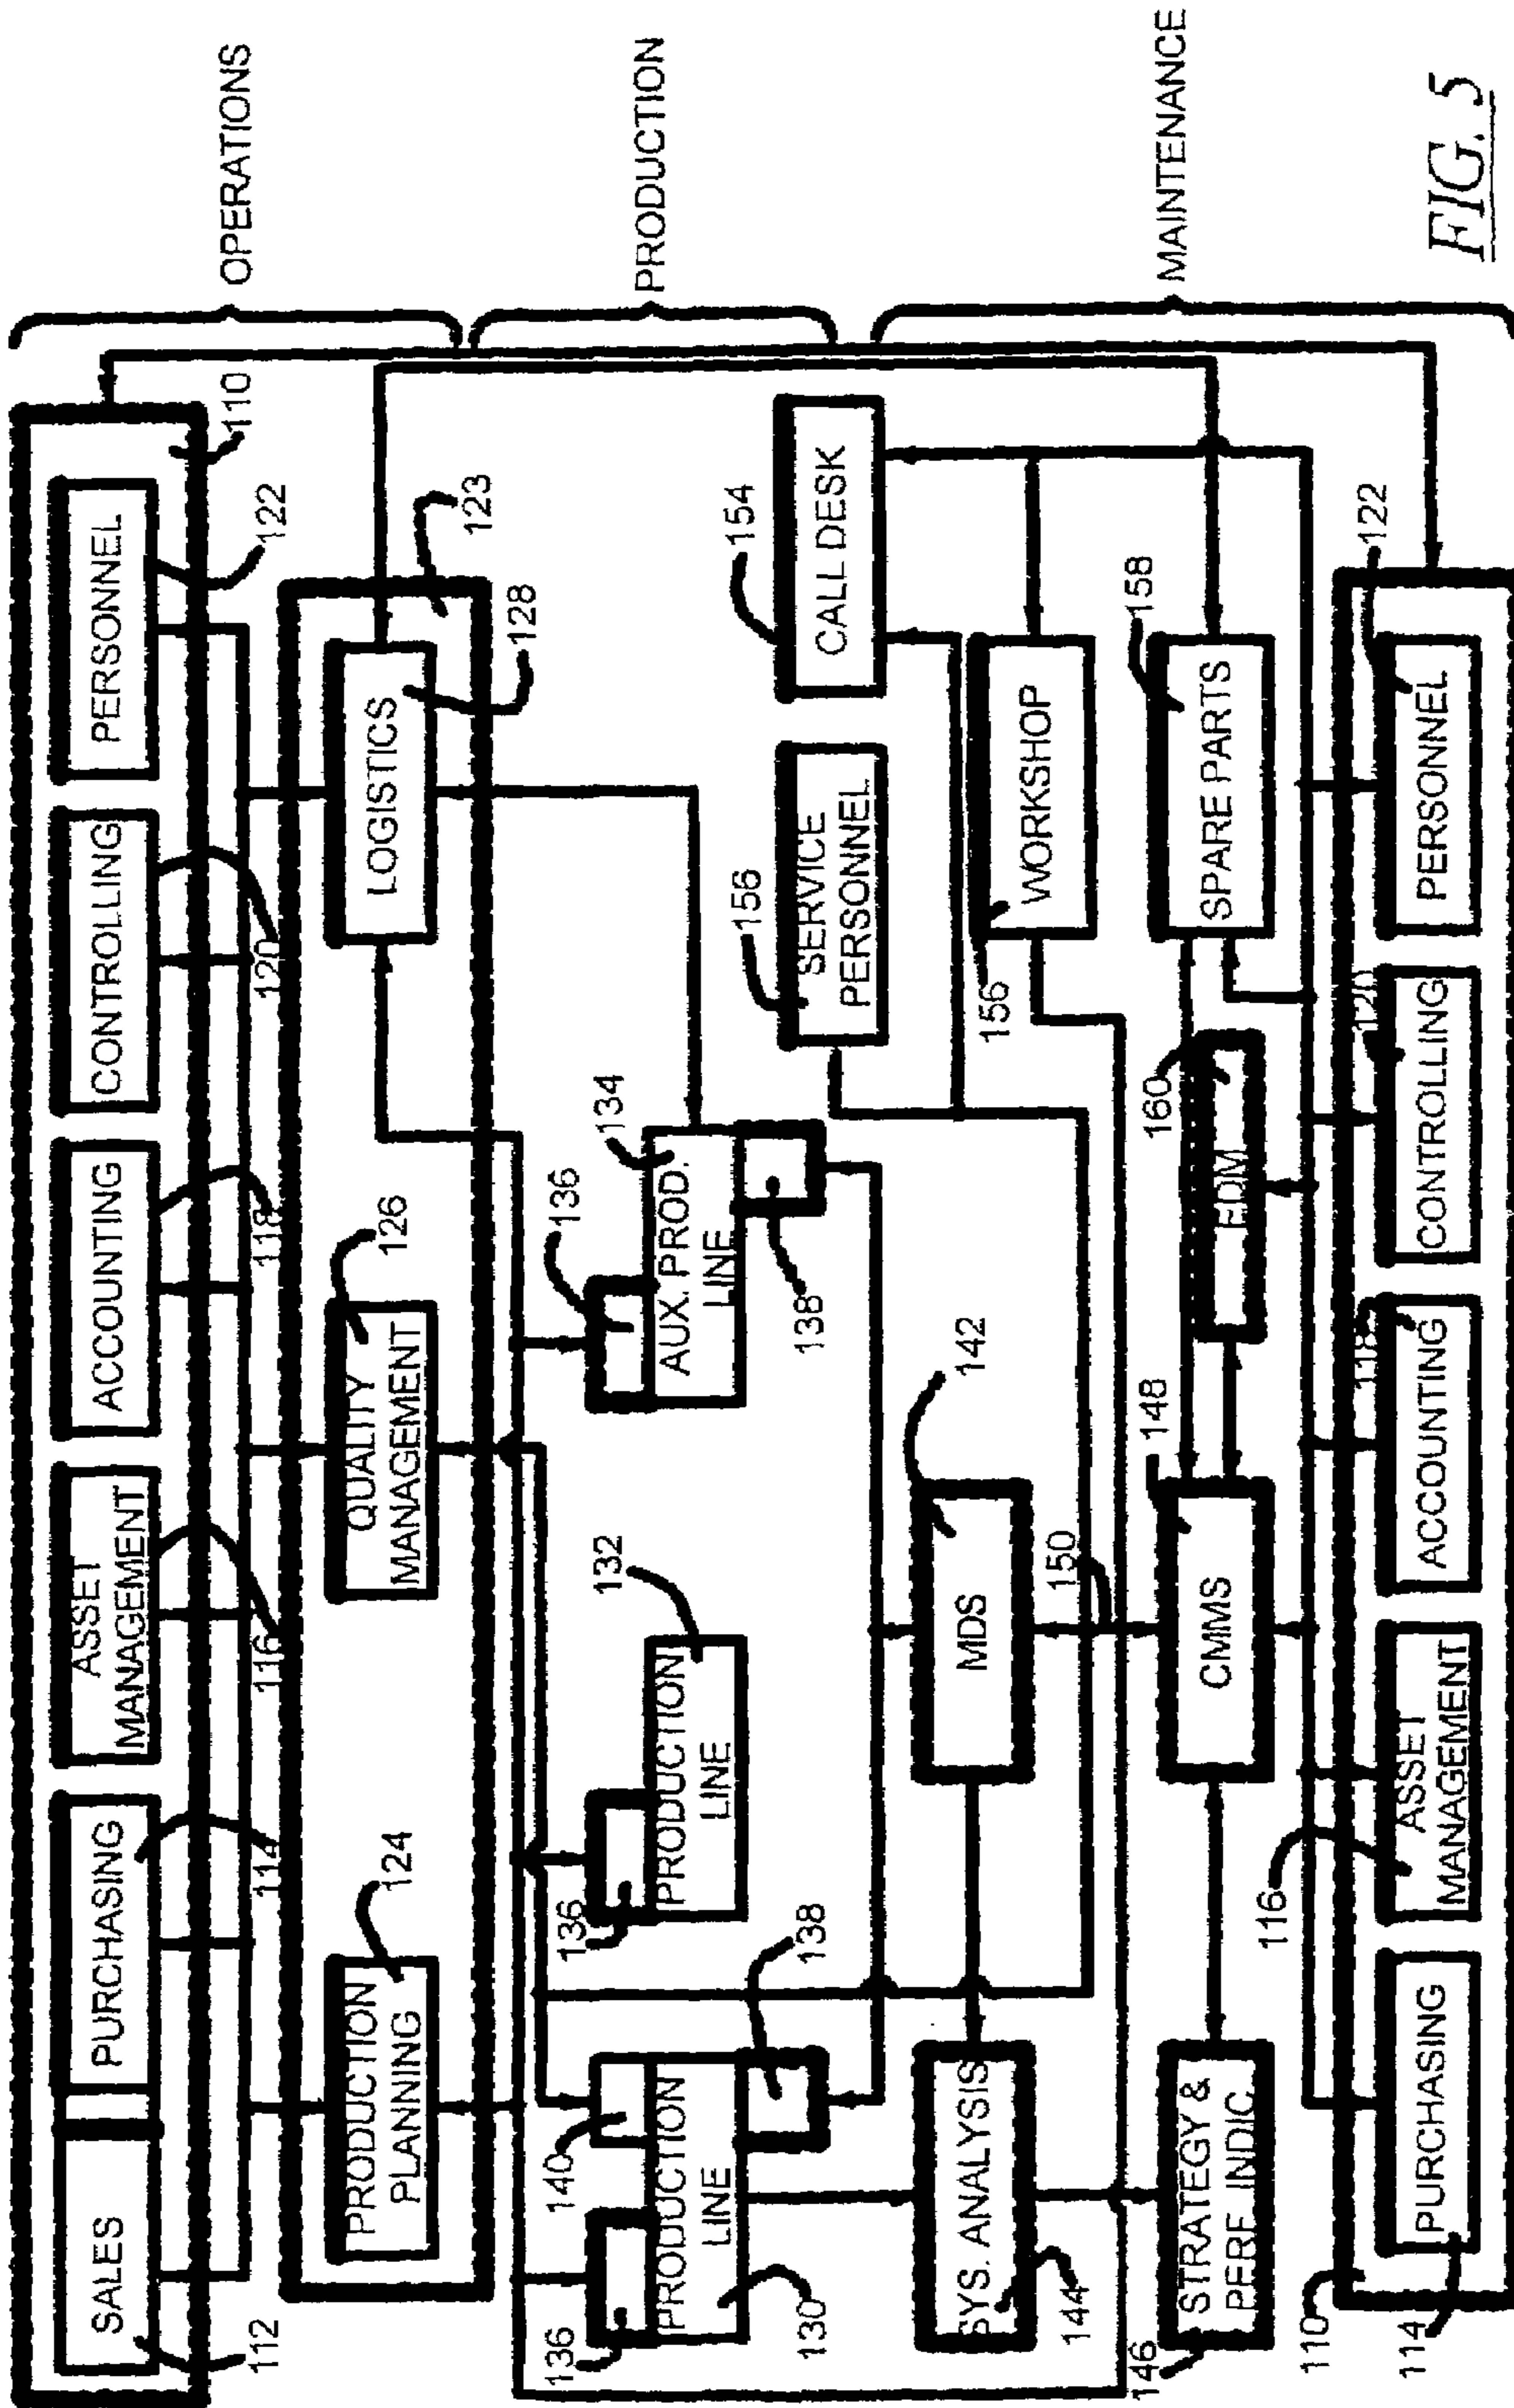 OPERATIONS
PRODUCTION
MAINTENANCE
SALES
PURCHASING
ASSET
MANAGEMENT
ACCOUNTING
CONTROLLING
PERSONNEL
110
112
114
116
118
120
122
PRODUCTION
PLANNING
QUALITY
MANAGEMENT
LOGISTICS
124
126
128
123
136
140
136
136
134
PRODUCTION
LINE
PRODUCTION
LINE
AUX. PROD.
LINE
130
138
132
138
SERVICE
PERSONNEL
156
CALL DESK
154
SYS. ANALYSIS
144
MDS
142
WORKSHOP
156
150
STRATEGY &
PERF. INDIC.
146
CMMS
148
EDM
160
SPARE PARTS
158
110
PURCHASING
114
ASSET
MANAGEMENT
116
ACCOUNTING
118
CONTROLLING
120
PERSONNEL
122
FIG. 5